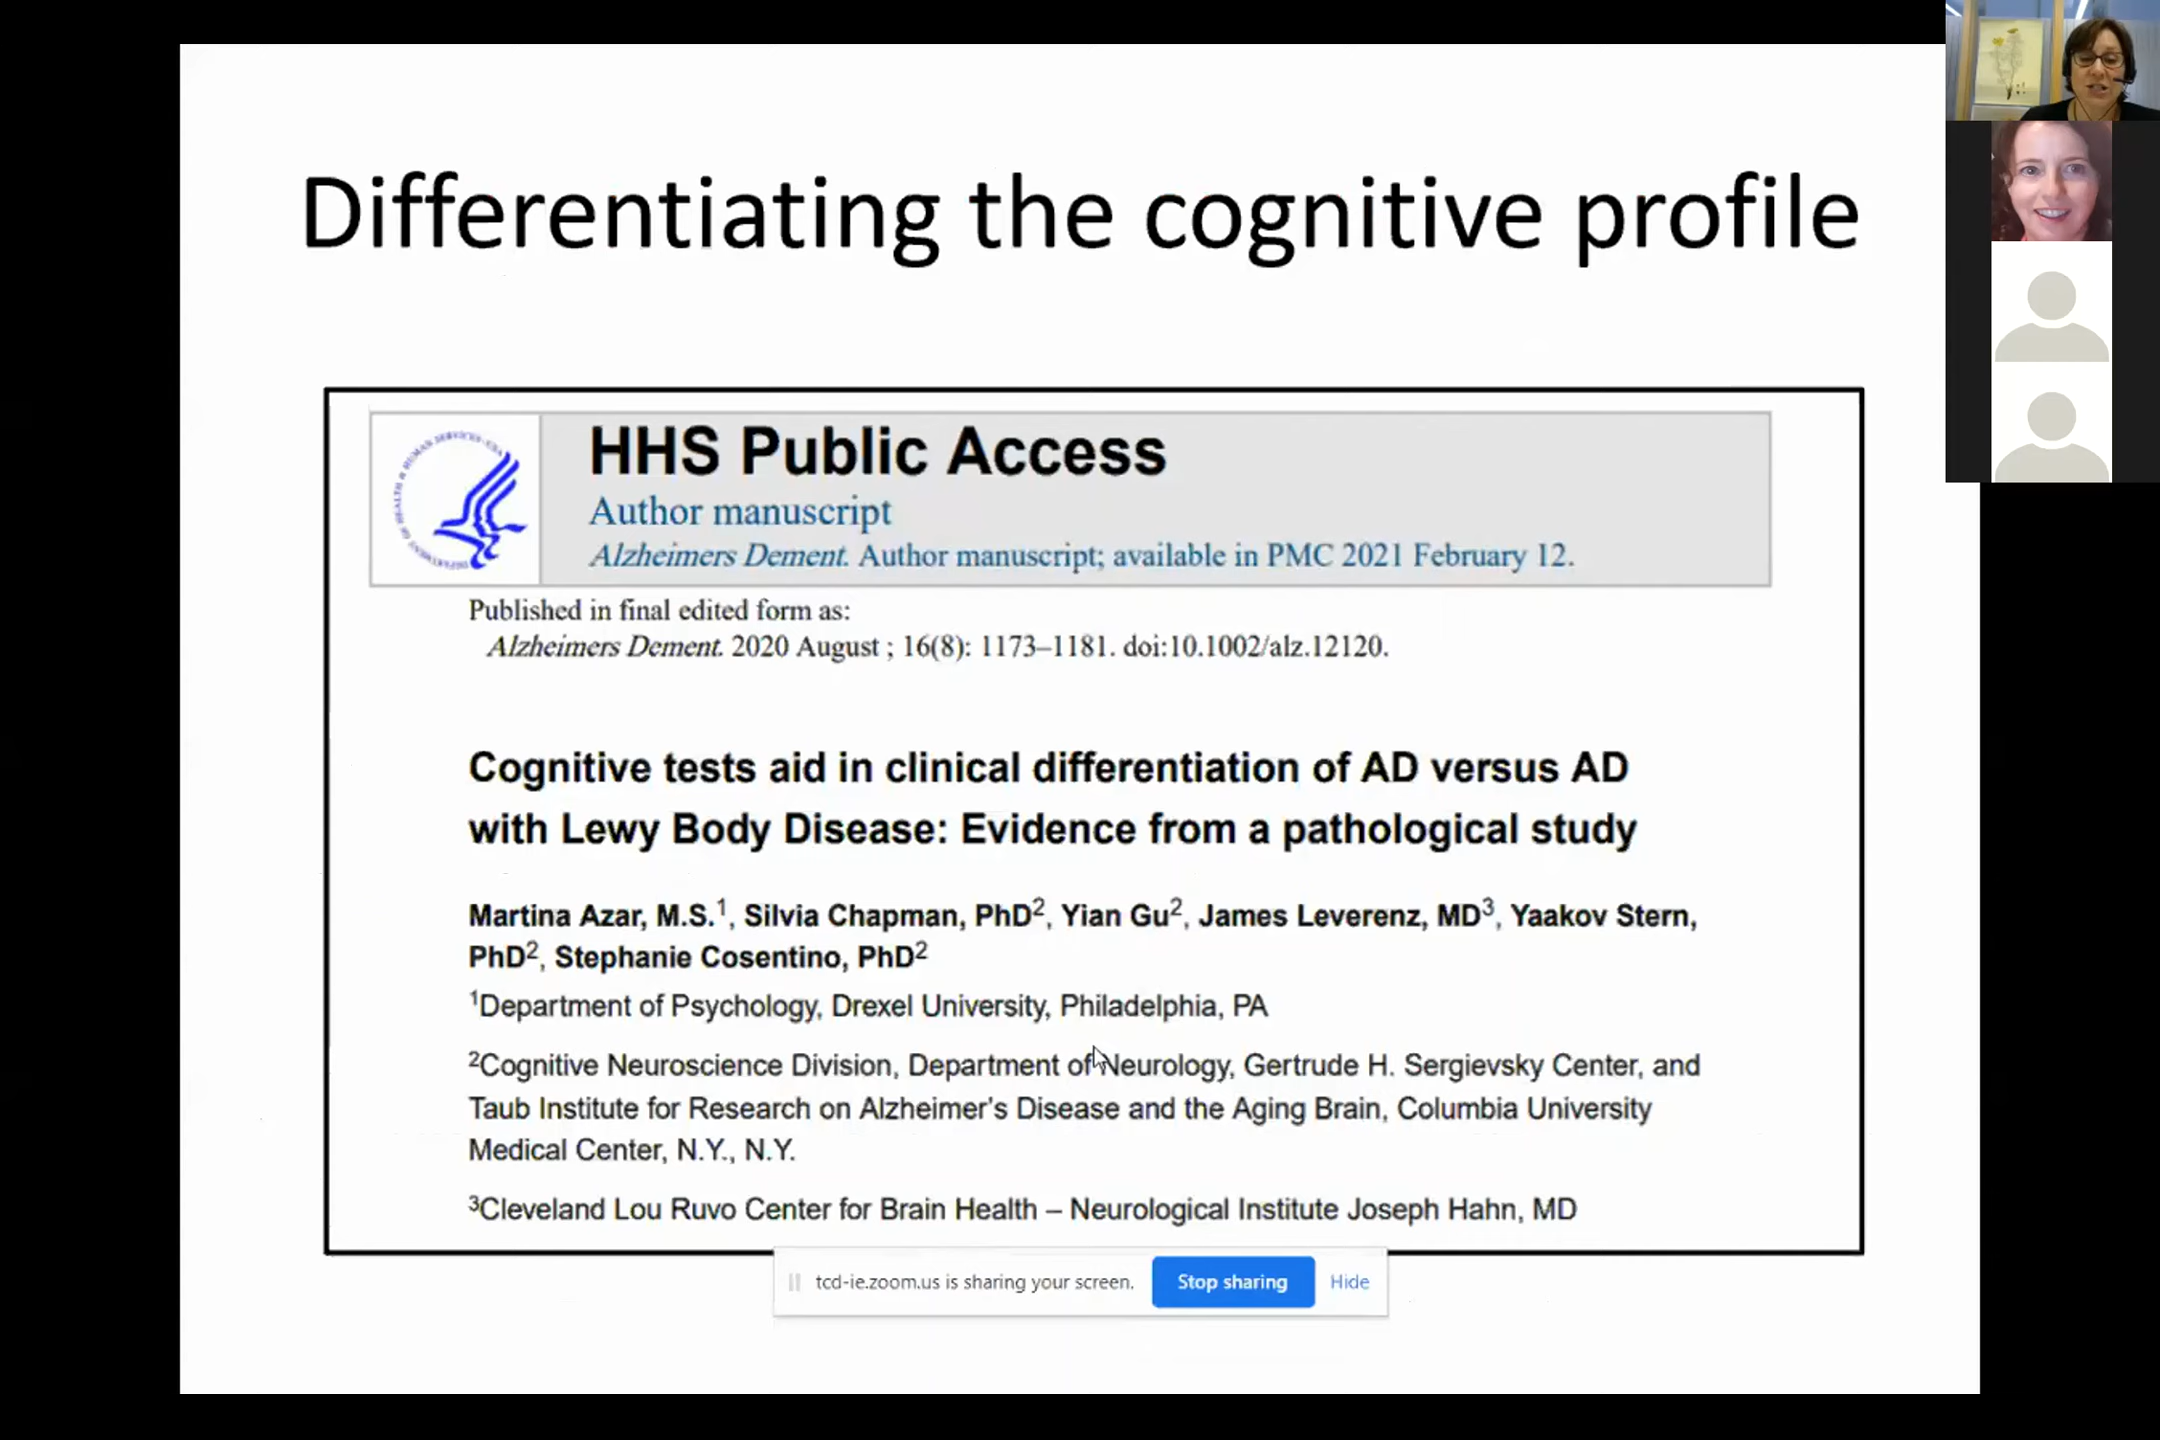 Differentiating the cognitive profile
HHS Public Access
Author manuscript
Alzheimers Dement. Author manuscript; available in PMC 2021 February 12.
Published in final edited form as:
Alzheimers Dement. 2020 August ; 16(8): 1173–1181. doi:10.1002/alz.12120.
Cognitive tests aid in clinical differentiation of AD versus AD
with Lewy Body Disease: Evidence from a pathological study
Martina Azar, M.S.1, Silvia Chapman, PhD2, Yian Gu2, James Leverenz, MD3, Yaakov Stern,
PhD2, Stephanie Cosentino, PhD2
1Department of Psychology, Drexel University, Philadelphia, PA
2Cognitive Neuroscience Division, Department of Neurology, Gertrude H. Sergievsky Center, and
Taub Institute for Research on Alzheimer's Disease and the Aging Brain, Columbia University
Medical Center, N.Y., N.Y.
3Cleveland Lou Ruvo Center for Brain Health – Neurological Institute Joseph Hahn, MD
tcd-ie.zoom.us is sharing your screen. Stop sharing Hide